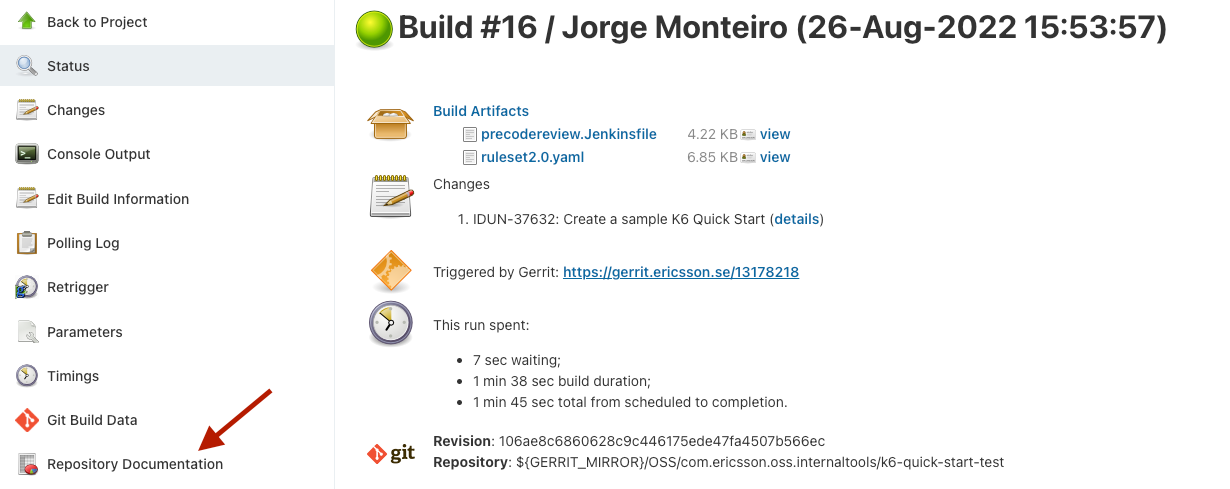 Back to Project
Status
Changes
Console Output
Edit Build Information
Polling Log
Retrigger
Parameters
Timings
Git Build Data
Repository Documentation
Build #16 / Jorge Monteiro (26-Aug-2022 15:53:57)
Build Artifacts
precodereview.Jenkinsfile 4.22 KB view
ruleset2.0.yaml 6.85 KB view
Changes
1. IDUN-37632: Create a sample K6 Quick Start (details)
Triggered by Gerrit: https://gerrit.ericsson.se/13178218
This run spent:
• 7 sec waiting;
• 1 min 38 sec build duration;
• 1 min 45 sec total from scheduled to completion.
git
Revision: 106ae8c6860628c9c446175ede47fa4507b566ec
Repository: ${GERRIT_MIRROR}/OSS/com.ericsson.oss.internaltools/k6-quick-start-test